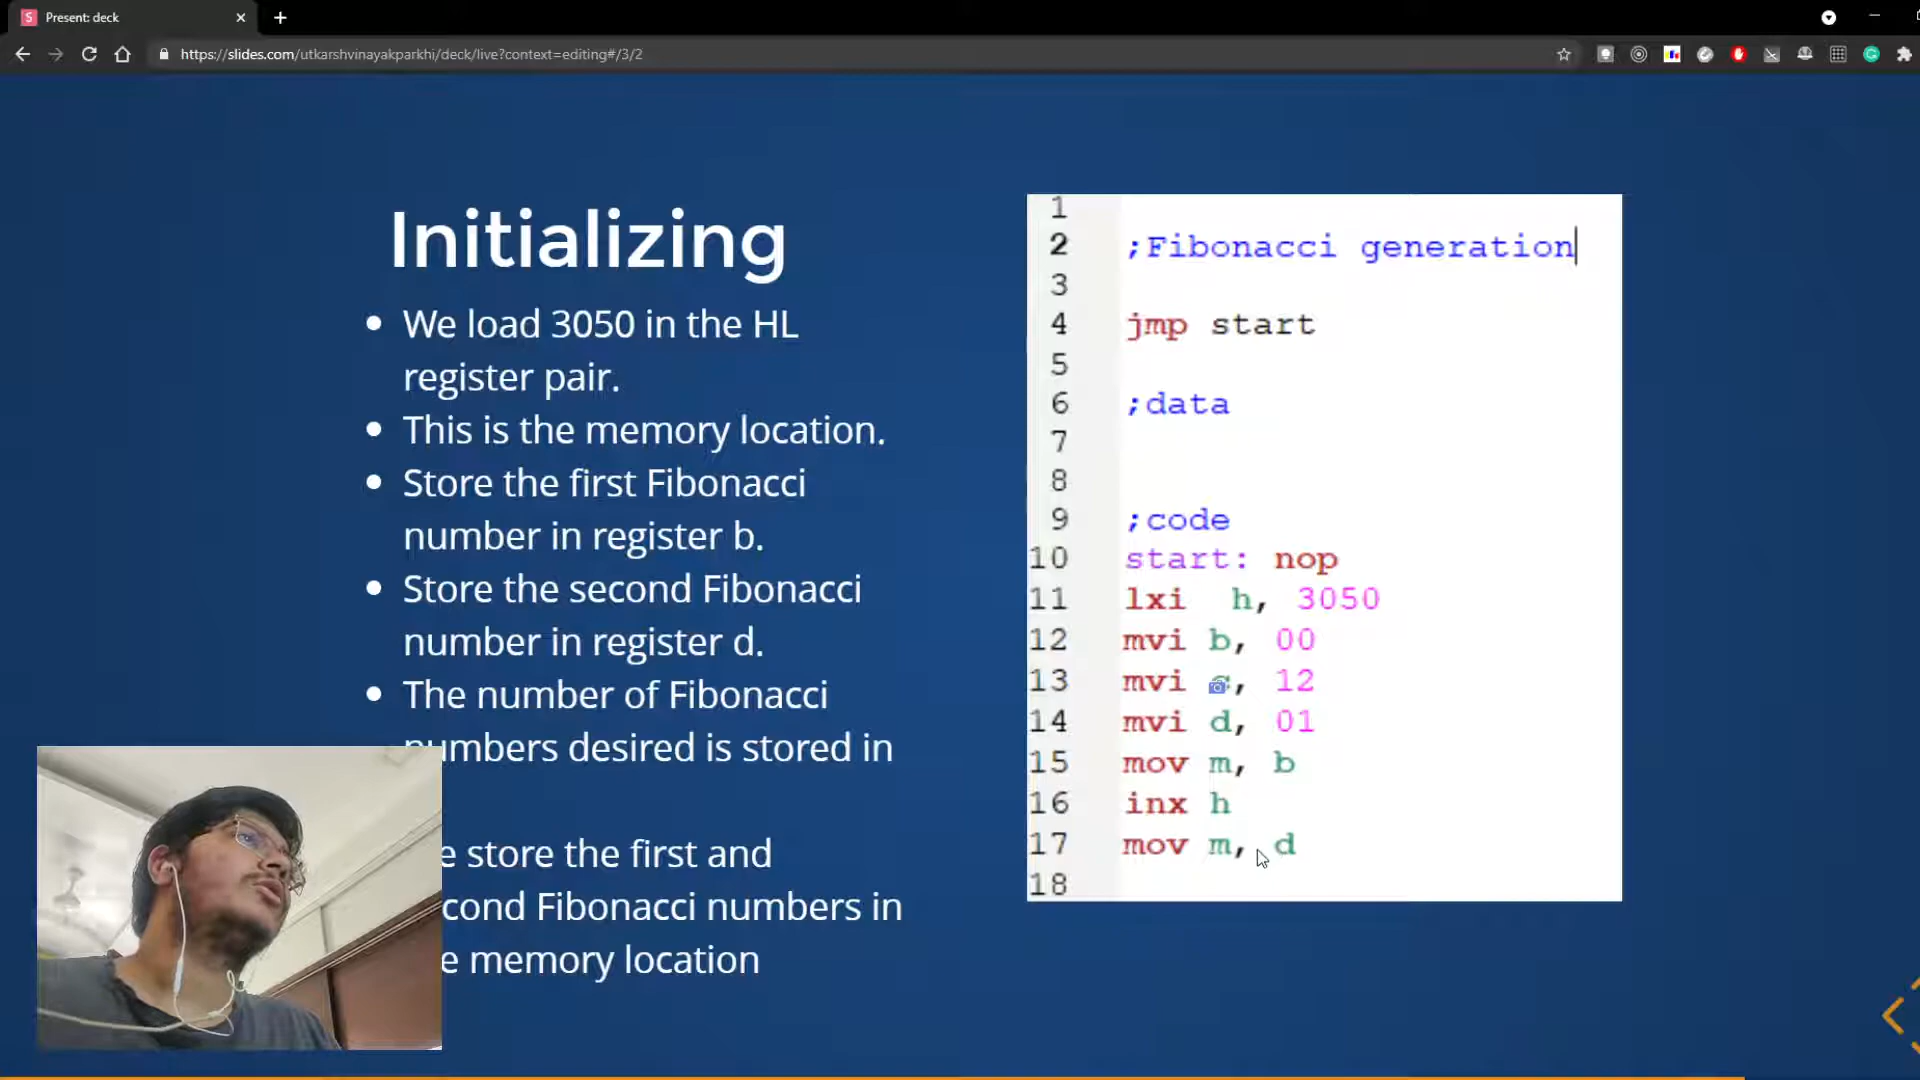 Present: deck
https://slides.com/utkarshvinayakparkhi/deck/live?context=editing#/3/2
Initializing
• We load 3050 in the HL
register pair.
• This is the memory location.
• Store the first Fibonacci
number in register b.
• Store the second Fibonacci
number in register d.
• The number of Fibonacci
numbers desired is stored in
store the first and
Fibonacci numbers in
memory location
1
2 ;Fibonacci generation
3
4 jmp start
5
6 ;data
7
8
9 ;code
10 start: nop
11 lxi h, 3050
12 mvi b, 00
13 mvi , 12
14 mvi d, 01
15 mov m, b
16 inx h
17 mov m, d
18